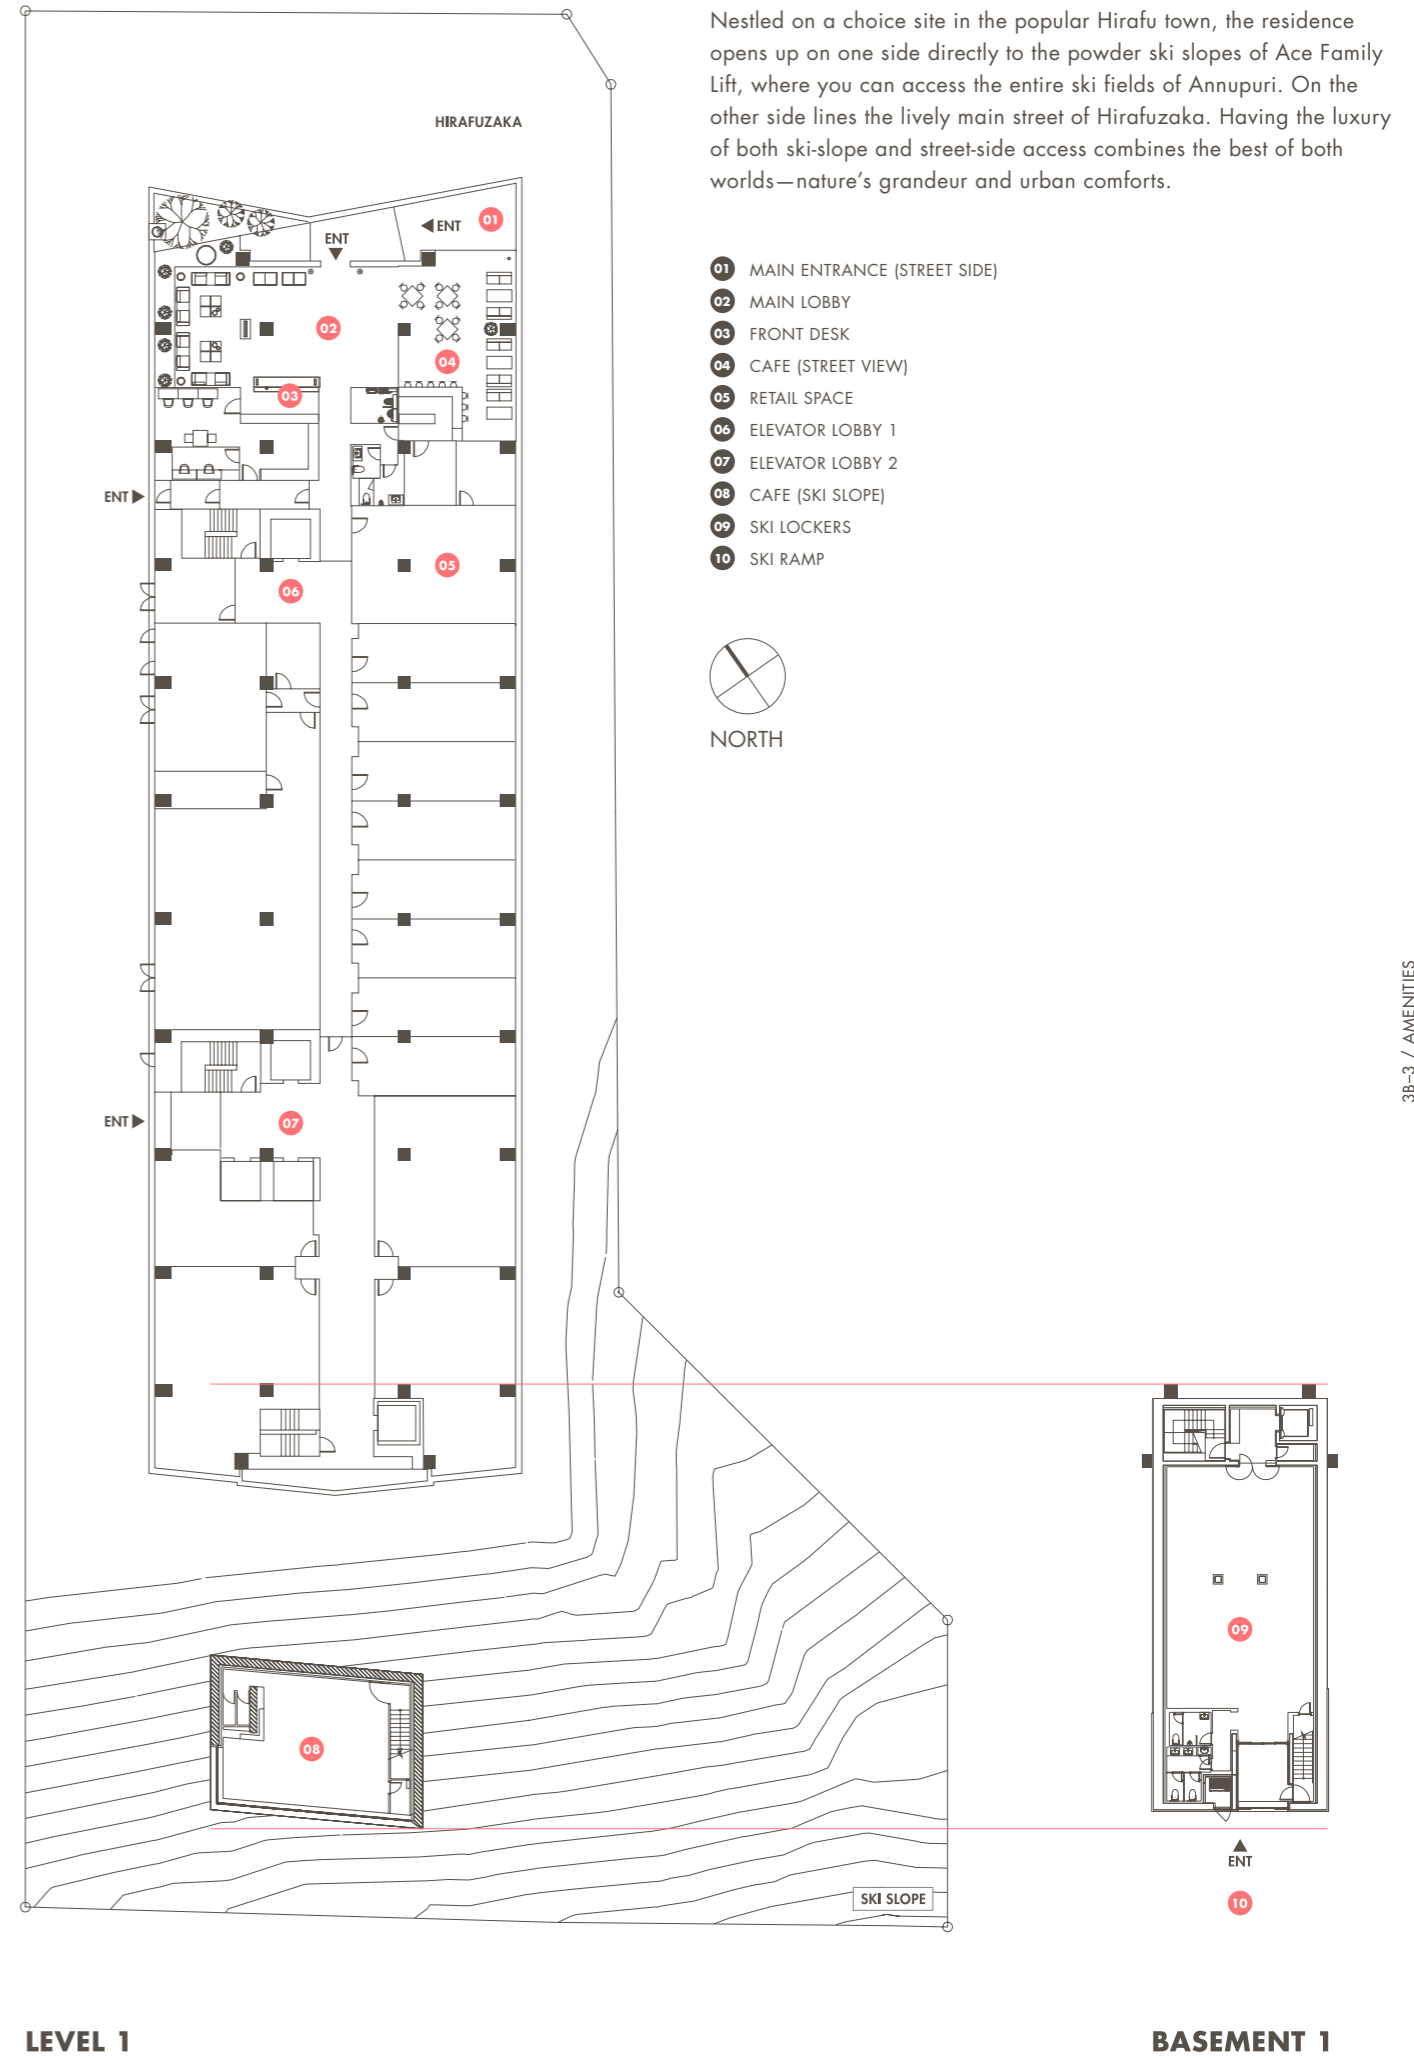 Nestled on a choice site in the popular Hirafu town, the residence
opens up on one side directly to the powder ski slopes of Ace Family
Lift, where you can access the entire ski fields of Annupuri. On the
other side lines the lively main street of Hirafuzaka. Having the luxury
of both ski-slope and street-side access combines the best of both
worlds—nature's grandeur and urban comforts.
01 MAIN ENTRANCE (STREET SIDE)
02 MAIN LOBBY
03 FRONT DESK
04 CAFE (STREET VIEW)
05 RETAIL SPACE
06 ELEVATOR LOBBY 1
07 ELEVATOR LOBBY 2
08 CAFE (SKI SLOPE)
09 SKI LOCKERS
10 SKI RAMP
NORTH
HIRAFUZAKA
01
ENT
ENT
02
04
03
ENT
05
06
ENT
07
08
SKI SLOPE
09
ENT
10
3B–3 / AMENITIES
LEVEL 1
BASEMENT 1